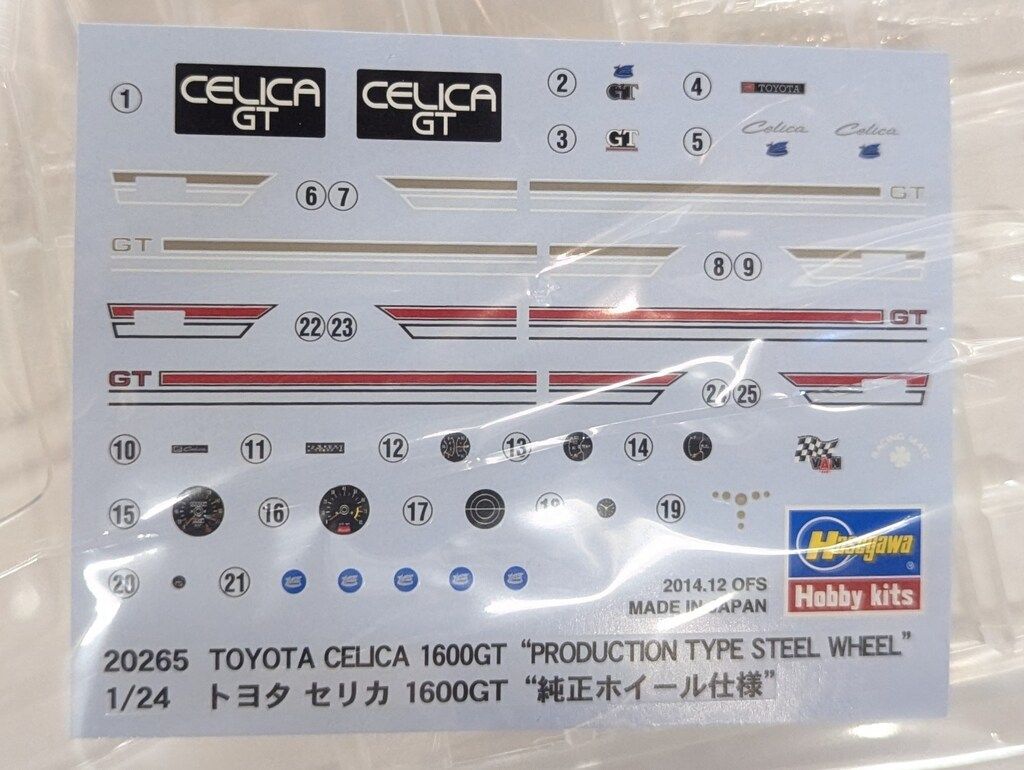 1 CELICA GT CELICA GT 2 GT 4 TOYOTA
3 GT 5 Celica Celica
6 7 GT
GT 8 9
22 23 GT
GT 24 25
10 11 12 13 14 VAN
15 16 17 18 19
20 21
Hasegawa
Hobby kits
2014.12 OFS
MADE IN JAPAN
20265 TOYOTA CELICA 1600GT “PRODUCTION TYPE STEEL WHEEL”
1/24 トヨタ セリカ 1600GT “純正ホイール仕様”